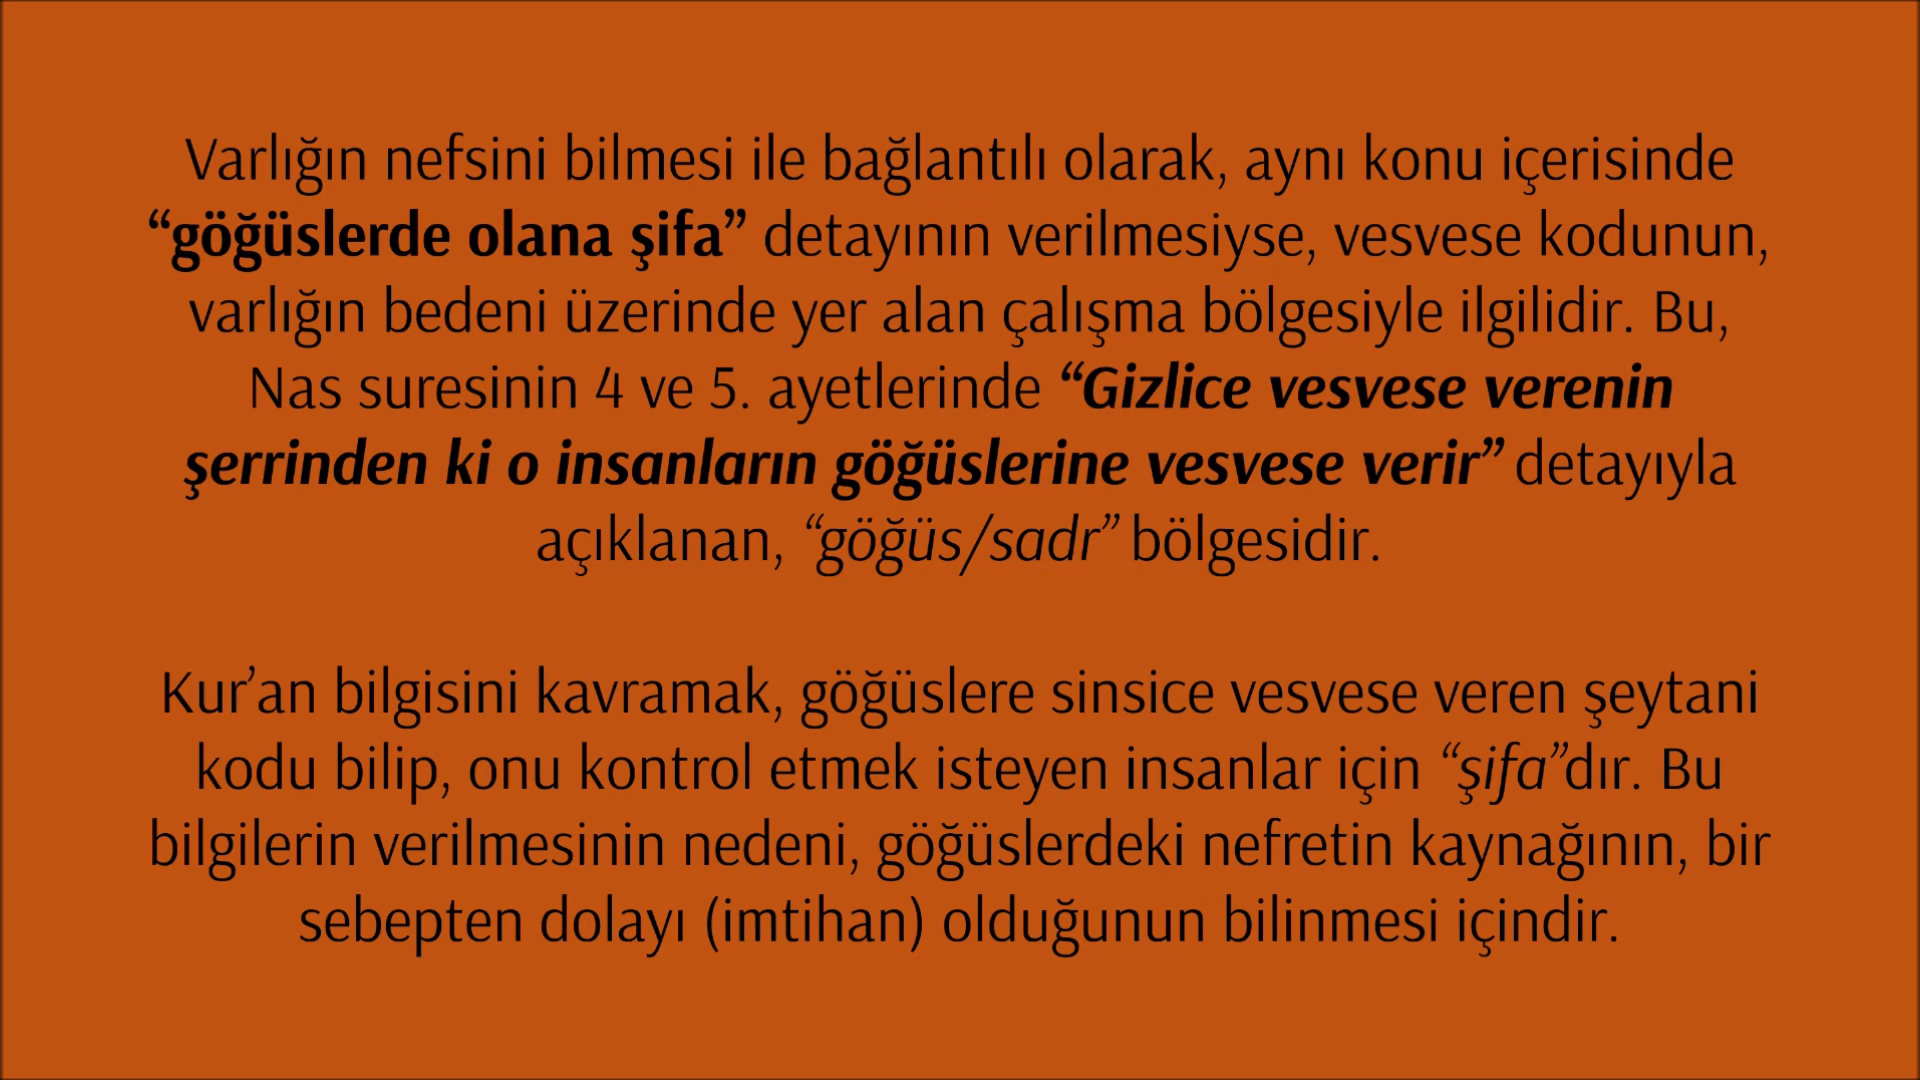 Varlığın nefsini bilmesi ile bağlantılı olarak, aynı konu içerisinde
“göğüslerde olana şifa” detayının verilmesiyse, vesvese kodunun,
varlığın bedeni üzerinde yer alan çalışma bölgesiyle ilgilidir. Bu,
Nas suresinin 4 ve 5. ayetlerinde “Gizlice vesvese verenin
şerrinden ki o insanların göğüslerine vesvese verir” detayıyla
açıklanan, “göğüs/sadr” bölgesidir.
Kur’an bilgisini kavramak, göğüslere sinsice vesvese veren şeytani
kodu bilip, onu kontrol etmek isteyen insanlar için “şifa”dır. Bu
bilgilerin verilmesinin nedeni, göğüslerdeki nefretin kaynağının, bir
sebepten dolayı (imtihan) olduğunun bilinmesi içindir.